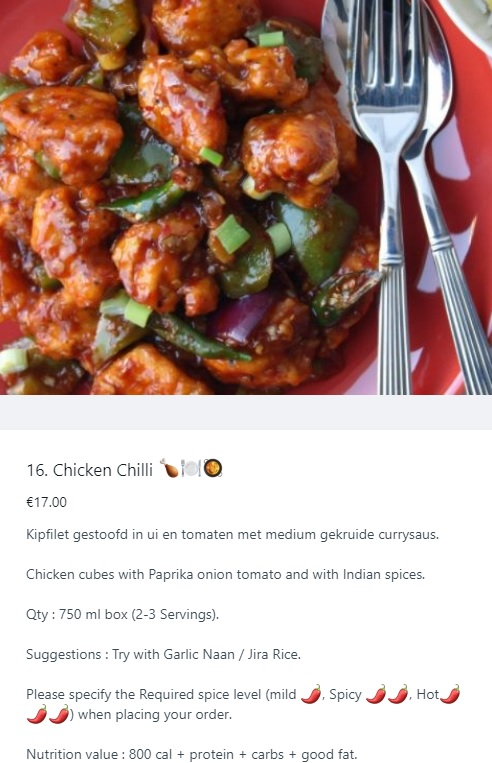 16. Chicken Chilli 🍗🍽️🥘
€17.00
Kipfilet gestoofd in ui en tomaten met medium gekruide currysaus.
Chicken cubes with Paprika onion tomato and with Indian spices.
Qty : 750 ml box (2-3 Servings).
Suggestions : Try with Garlic Naan / Jira Rice.
Please specify the Required spice level (mild 🌶️, Spicy 🌶️🌶️, Hot🌶️
🌶️🌶️) when placing your order.
Nutrition value : 800 cal + protein + carbs + good fat.